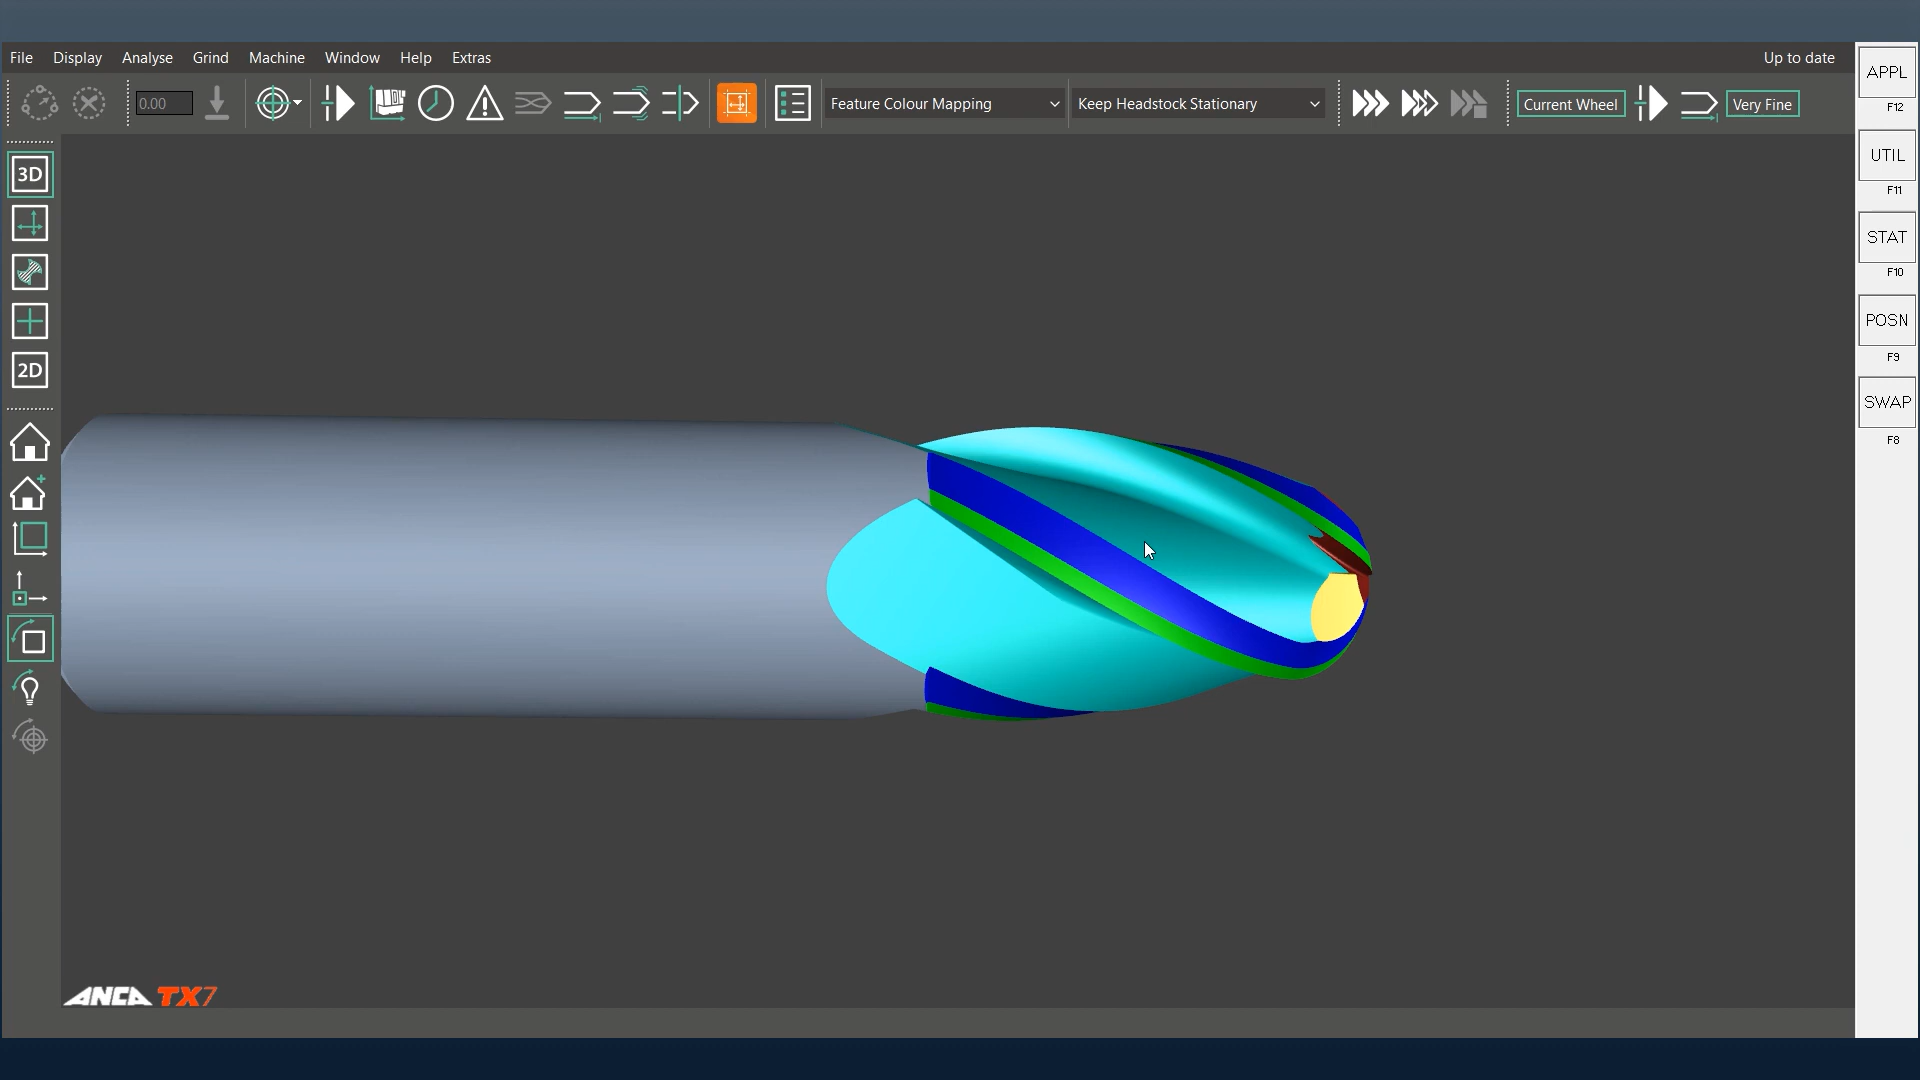 File Display Analyse Grind Machine Window Help Extras Up to date
0.00 Feature Colour Mapping Keep Headstock Stationary Current Wheel Very Fine
3D
2D
APPL
F12
UTIL
F11
STAT
F10
POSN
F9
SWAP
F8
ANCA TX7